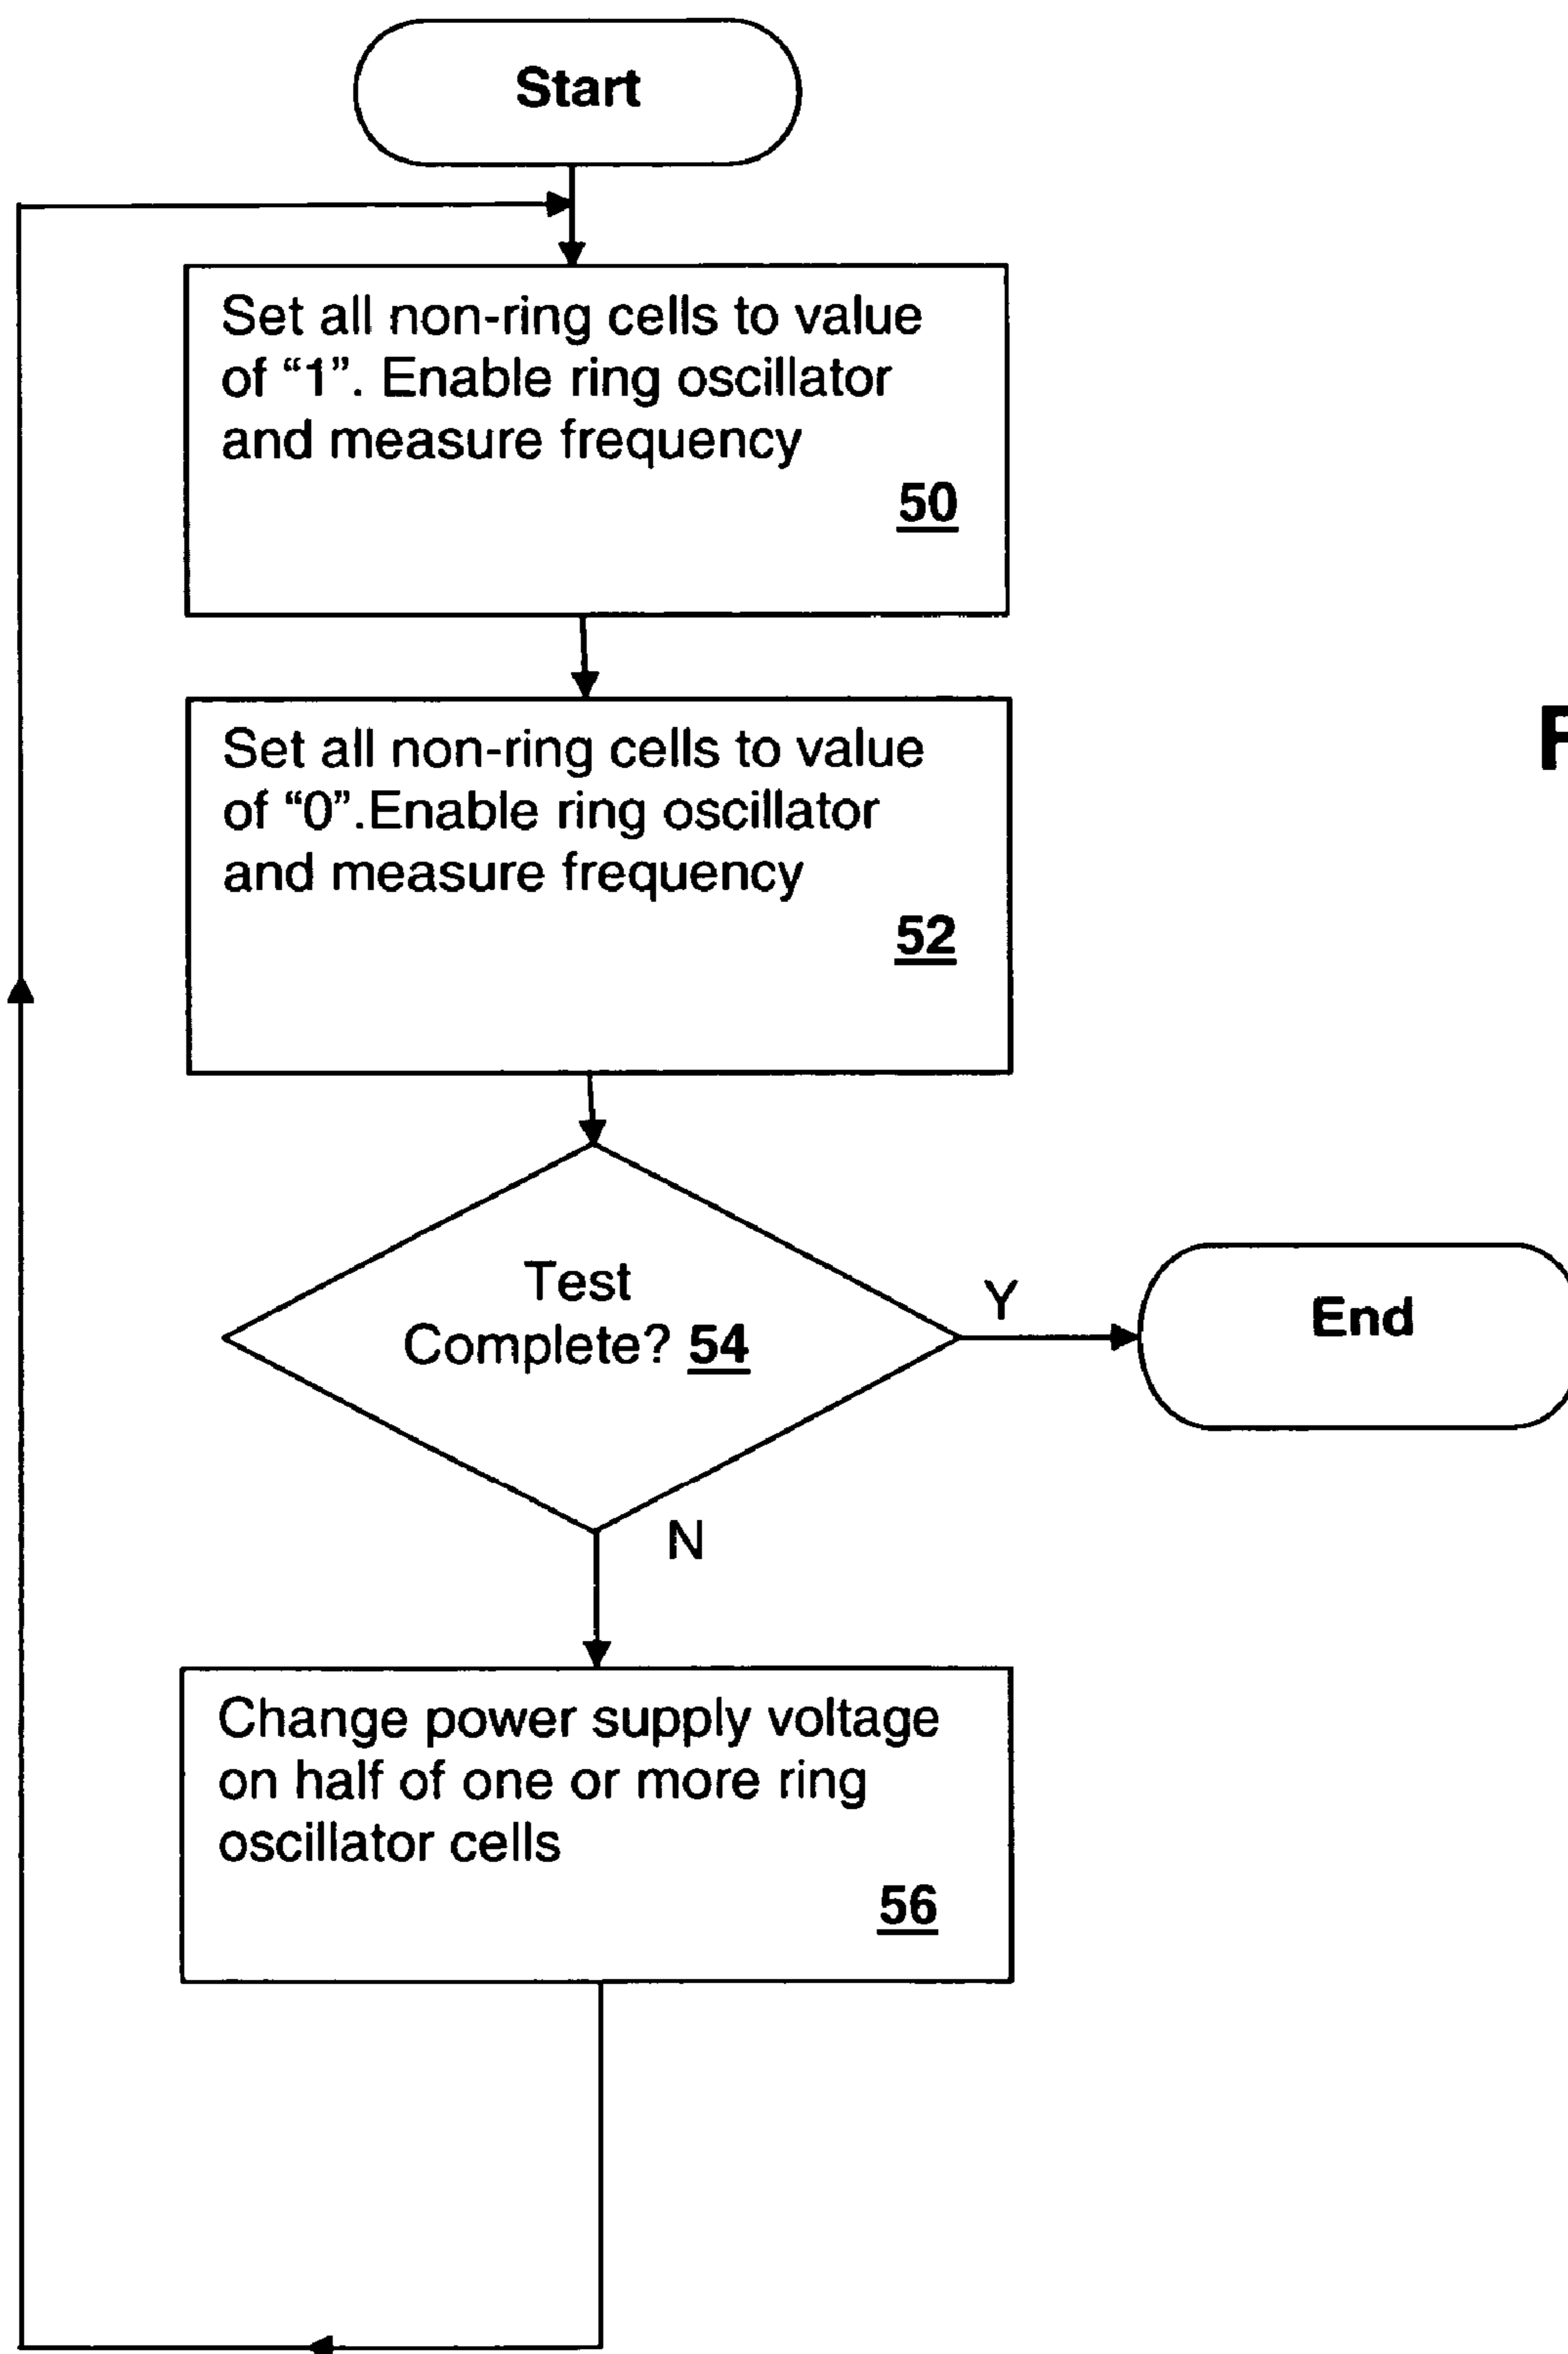 Start
Set all non-ring cells to value
of “1”. Enable ring oscillator
and measure frequency
50
Set all non-ring cells to value
of “0”.Enable ring oscillator
and measure frequency
52
Test
Complete? 54
Y
End
N
Change power supply voltage
on half of one or more ring
oscillator cells
56